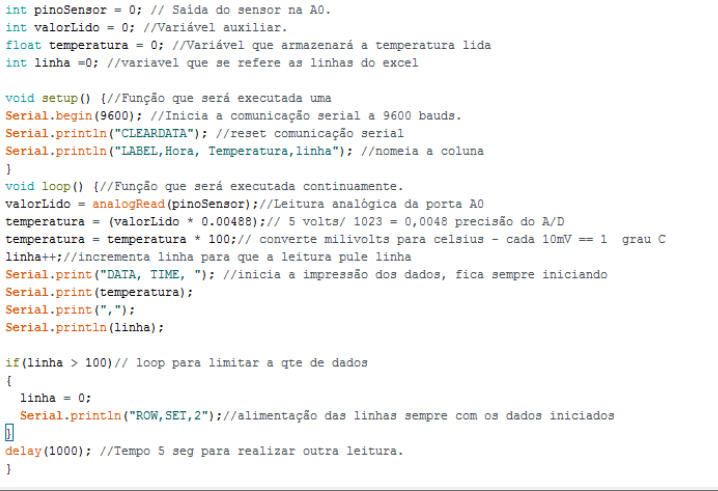 int pinoSensor = 0; // Saida do sensor na A0.
int valorLido = 0; //Variável auxiliar.
float temperatura = 0; //Variável que armazenará a temperatura lida
int linha =0; //variavel que se refere as linhas do excel
void setup() {//Função que será executada uma
Serial.begin(9600); //Inicia a comunicação serial a 9600 bauds.
Serial.println("CLEARDATA"); //reset comunicação serial
Serial.println("LABEL,Hora, Temperatura,linha"); //nomeia a coluna
}
void loop() {//Função que será executada continuamente.
valorLido = analogRead(pinoSensor);//Leitura analógica da porta A0
temperatura = (valorLido * 0.00488);// 5 volts/ 1023 = 0,0048 precisão do A/D
temperatura = temperatura * 100;// converte milivolts para celsius - cada 10mV == 1  grau C
linha++;//incrementa linha para que a leitura pule linha
Serial.print("DATA, TIME, "); //inicia a impressão dos dados, fica sempre iniciando
Serial.print(temperatura);
Serial.print(",");
Serial.println(linha);
if(linha > 100)// loop para limitar a qte de dados
{
linha = 0;
Serial.println("ROW,SET,2");//alimentação das linhas sempre com os dados iniciados
}
delay(1000); //Tempo 5 seg para realizar outra leitura.
}